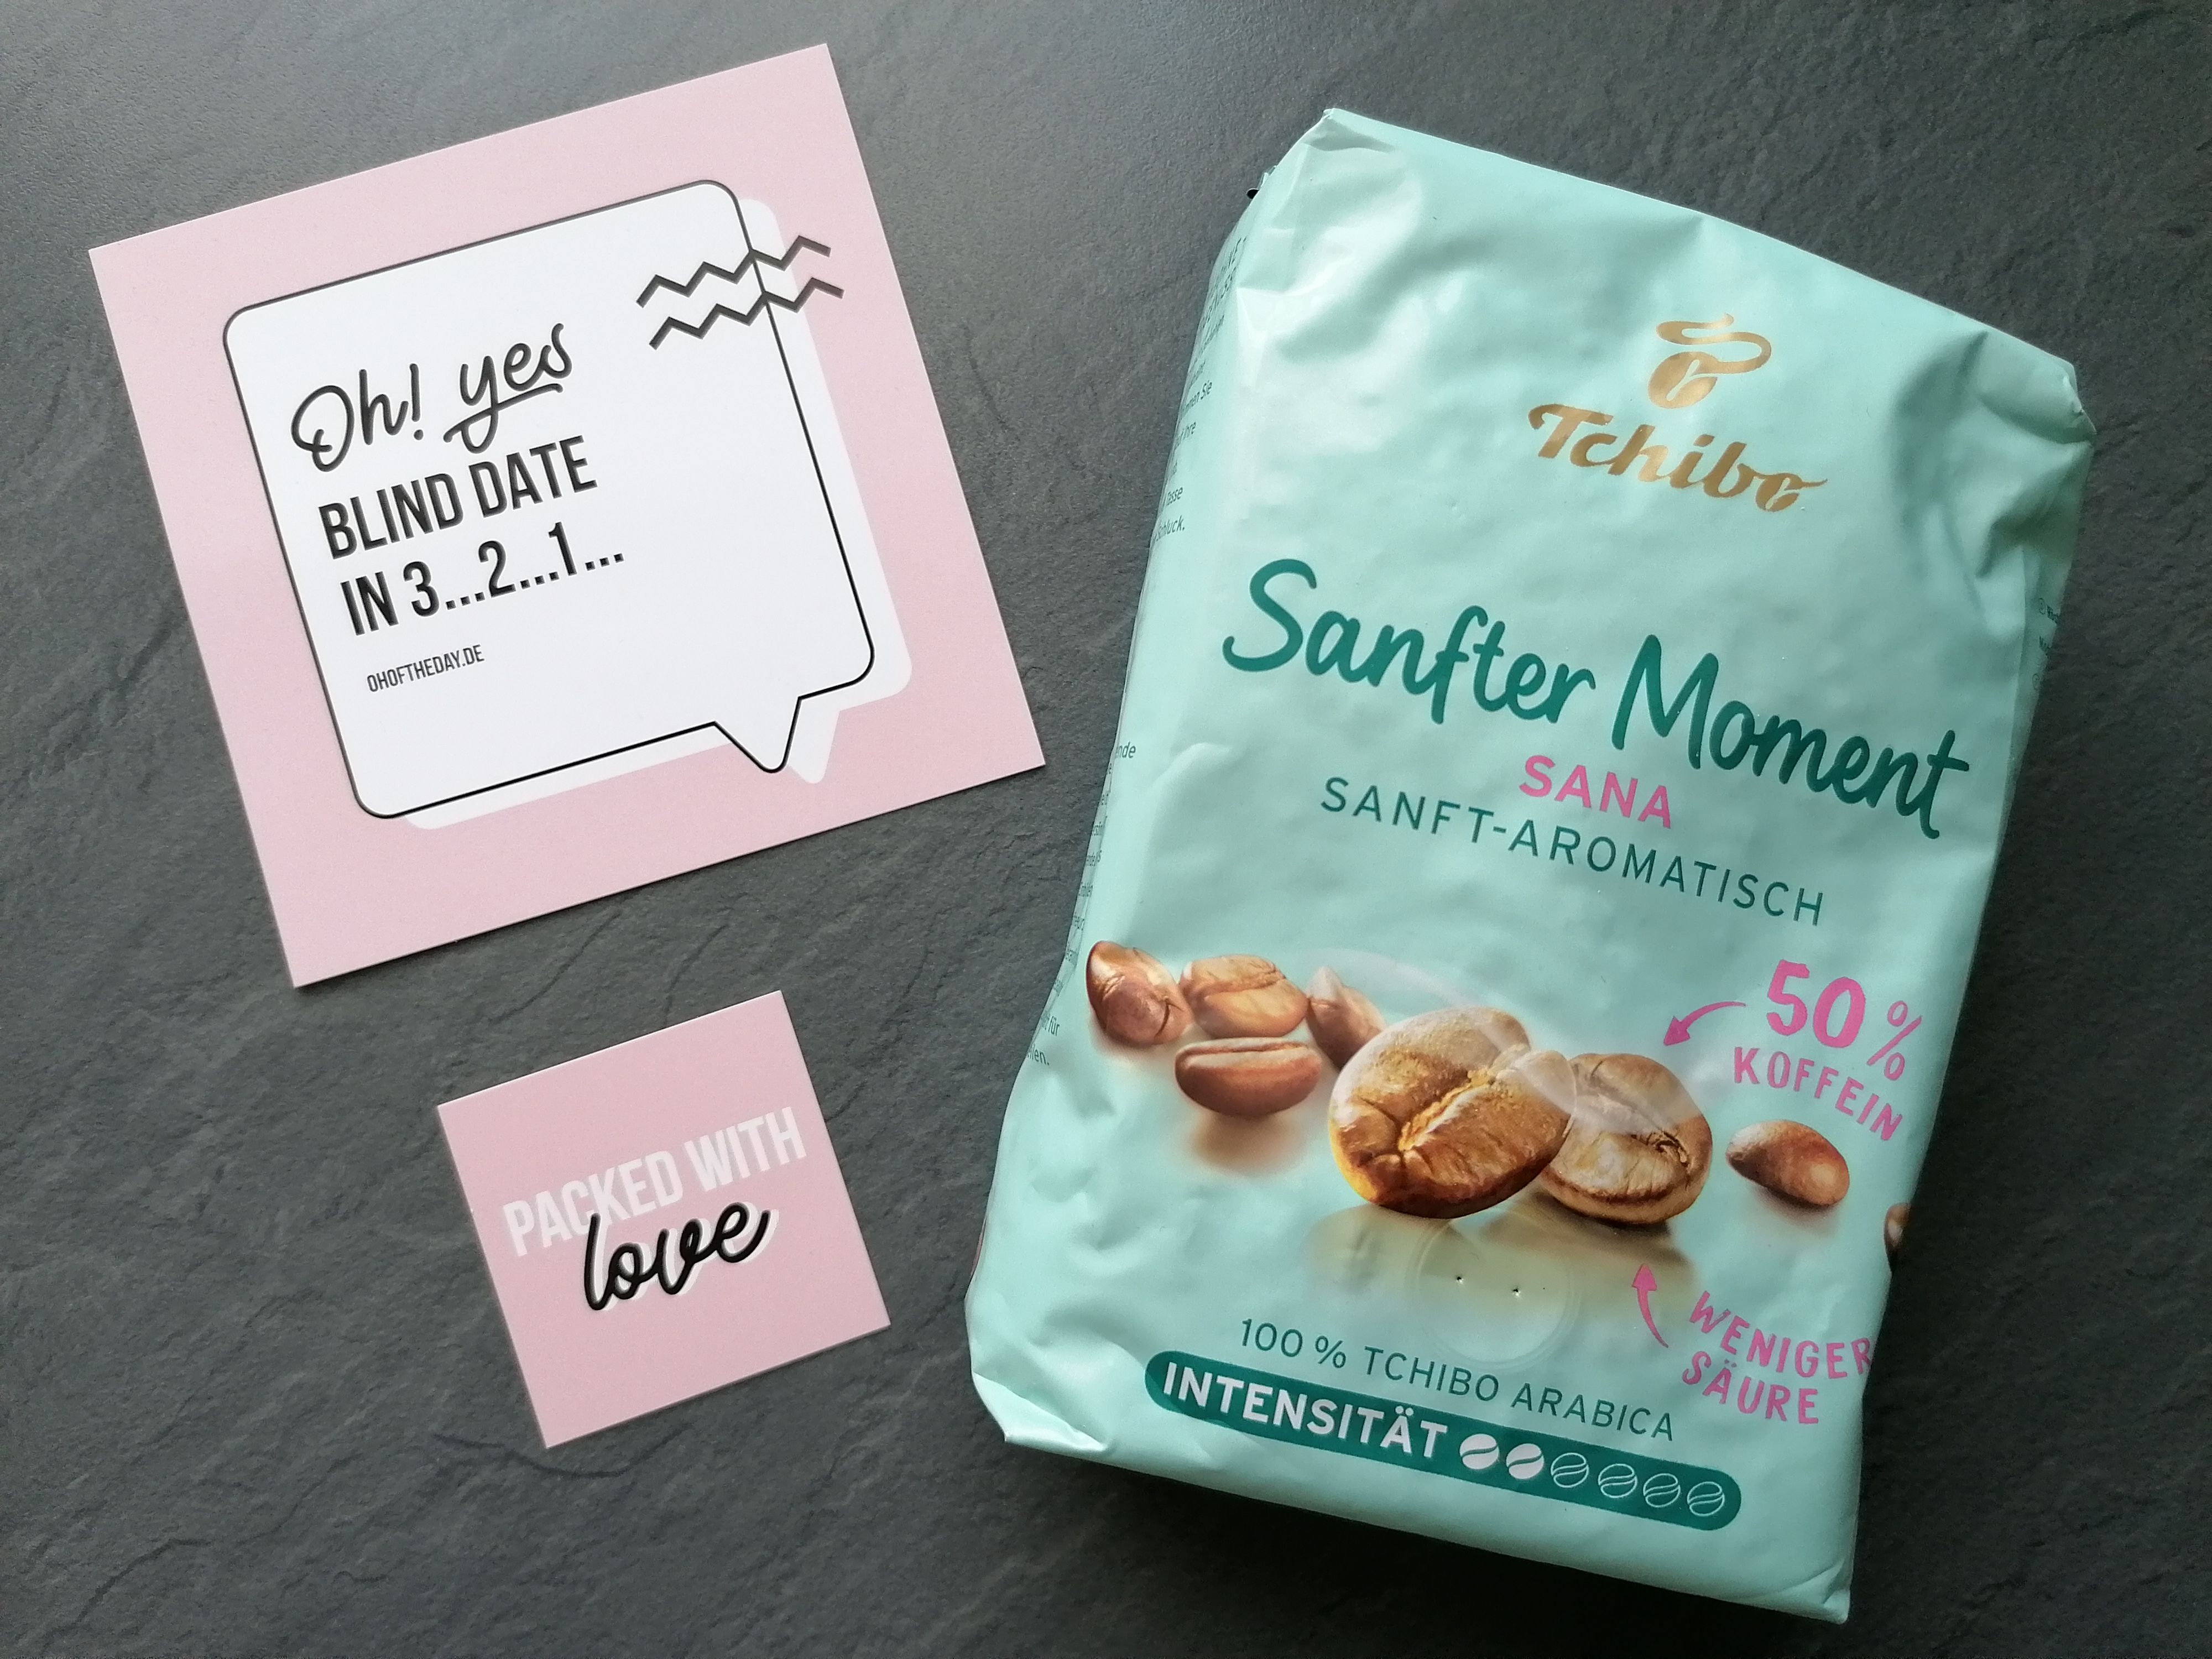 Oh! yes
BLIND DATE
IN 3...2...1...
OHOFTHEDAY.DE
PACKED WITH
love
Tchibo
Sanfter Moment
SANA
SANFT-AROMATISCH
50 %
KOFFEIN
WENIGER
SÄURE
100 % TCHIBO ARABICA
INTENSITÄT